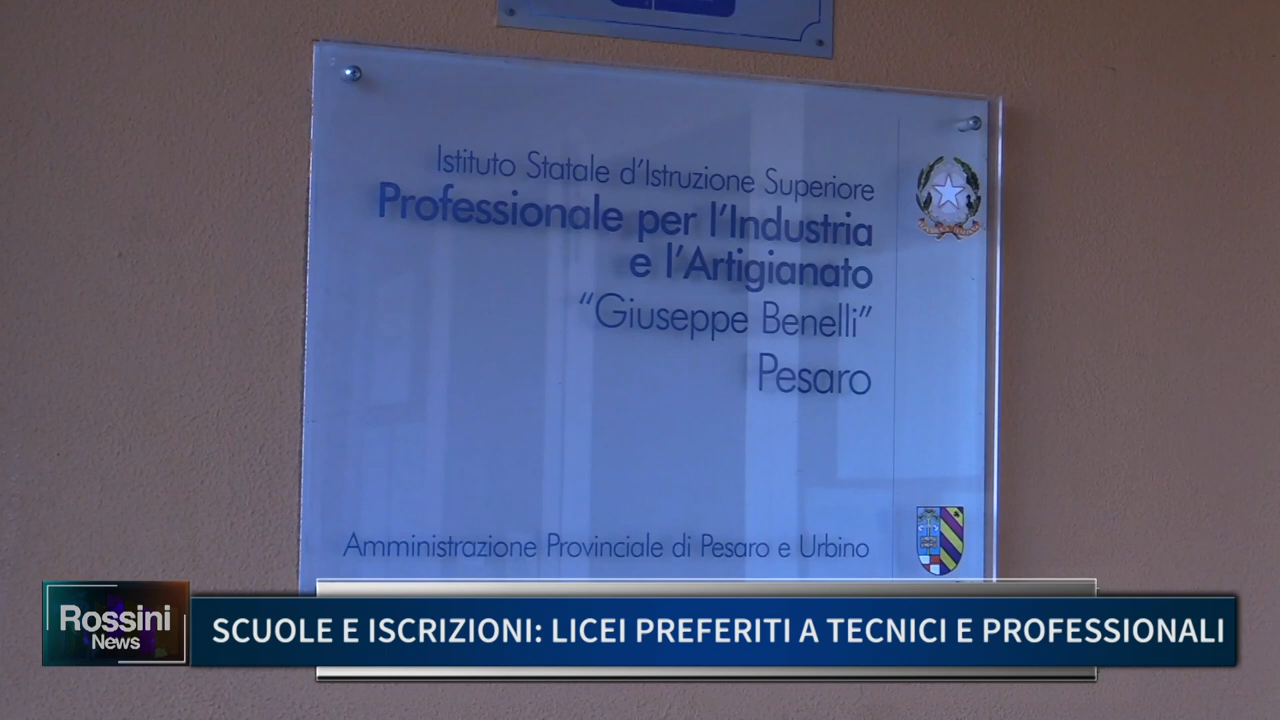 Istituto Statale d'Istruzione Superiore
Professionale per l'Industria
e l'Artigianato
“Giuseppe Benelli”
Pesaro
Amministrazione Provinciale di Pesaro e Urbino
Rossini
News
SCUOLE E ISCRIZIONI: LICEI PREFERITI A TECNICI E PROFESSIONALI